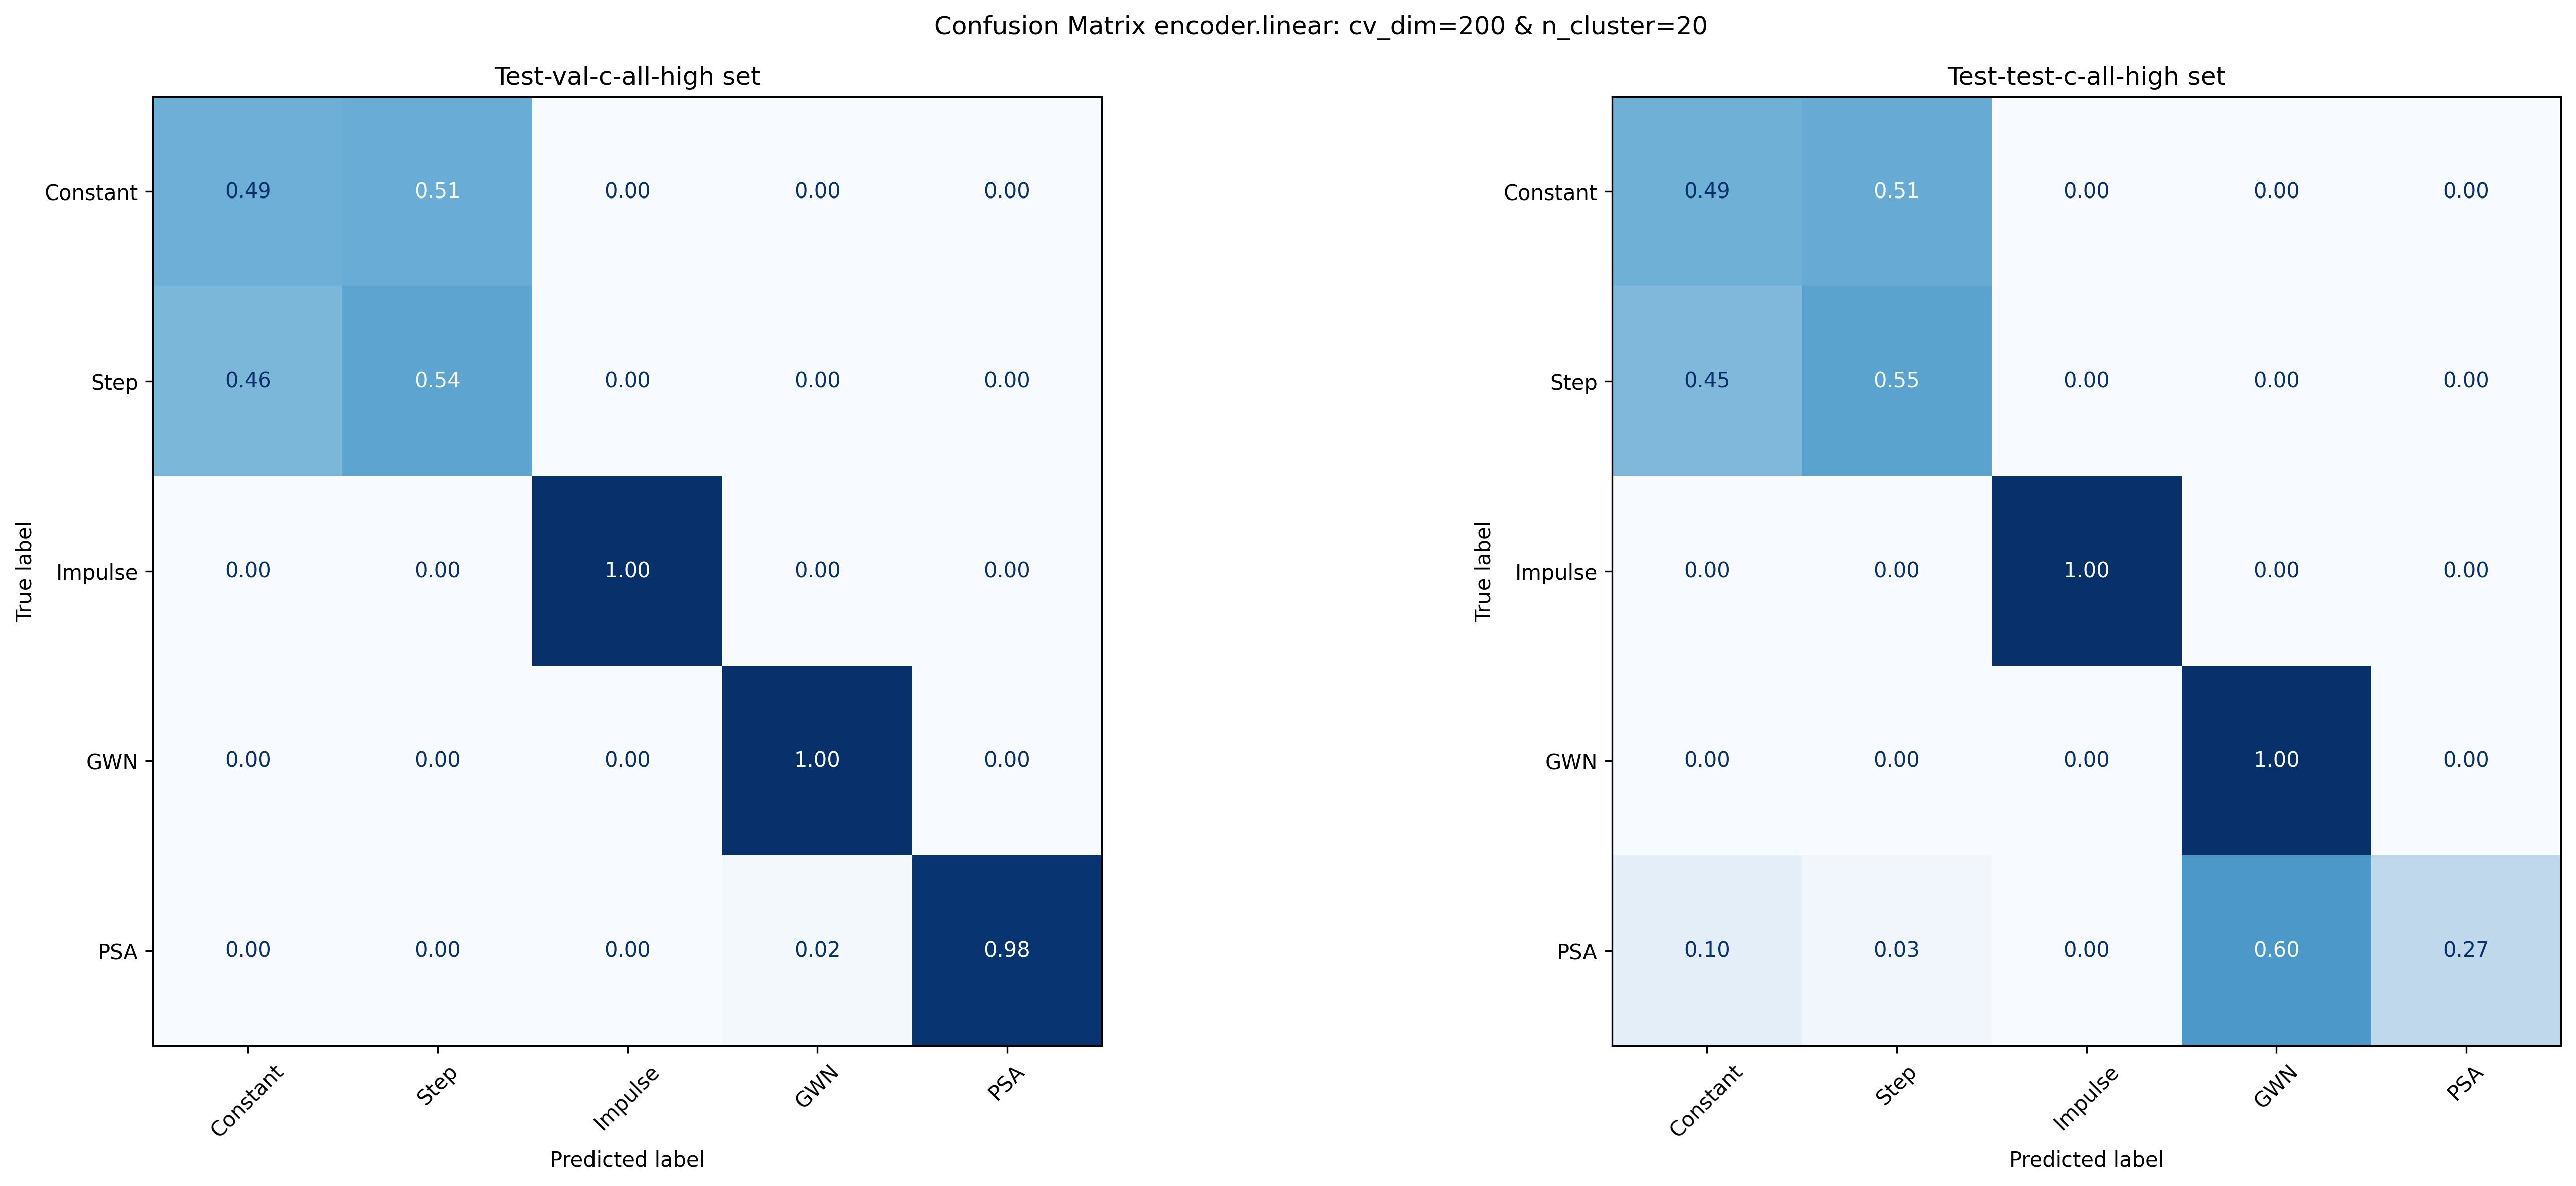 Confusion Matrix encoder.linear: cv_dim=200 & n_cluster=20
Test-val-c-all-high set
True label
Constant 0.49 0.51 0.00 0.00 0.00
Step 0.46 0.54 0.00 0.00 0.00
Impulse 0.00 0.00 1.00 0.00 0.00
GWN 0.00 0.00 0.00 1.00 0.00
PSA 0.00 0.00 0.00 0.02 0.98
Constant Step Impulse GWN PSA
Predicted label
Test-test-c-all-high set
True label
Constant 0.49 0.51 0.00 0.00 0.00
Step 0.45 0.55 0.00 0.00 0.00
Impulse 0.00 0.00 1.00 0.00 0.00
GWN 0.00 0.00 0.00 1.00 0.00
PSA 0.10 0.03 0.00 0.60 0.27
Constant Step Impulse GWN PSA
Predicted label